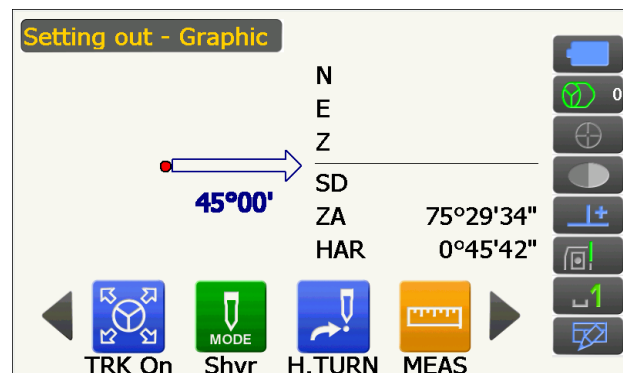 Setting out - Graphic
N
E
Z
45°00'
SD
ZA 75°29'34"
HAR 0°45'42"
0
1
MODE
TRK On Shvr H.TURN MEAS